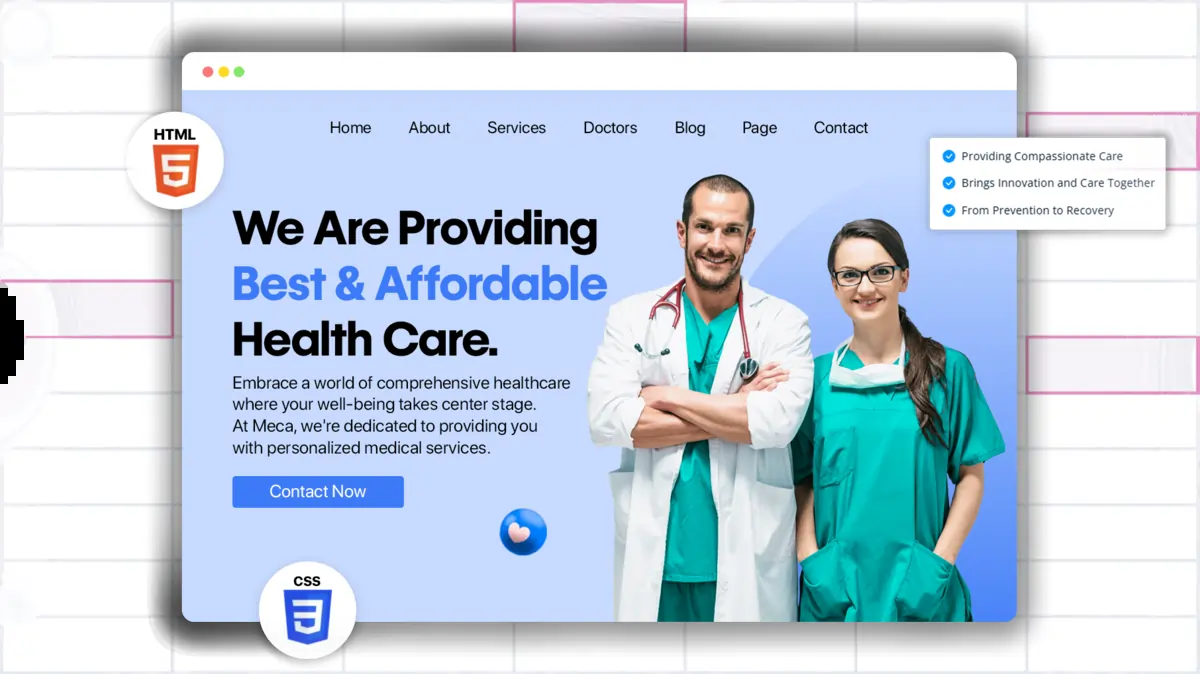 Home About Services Doctors Blog Page Contact
HTML
5
Providing Compassionate Care
Brings Innovation and Care Together
From Prevention to Recovery
We Are Providing
Best & Affordable
Health Care.
Embrace a world of comprehensive healthcare
where your well-being takes center stage.
At Meca, we're dedicated to providing you
with personalized medical services.
Contact Now
CSS
3